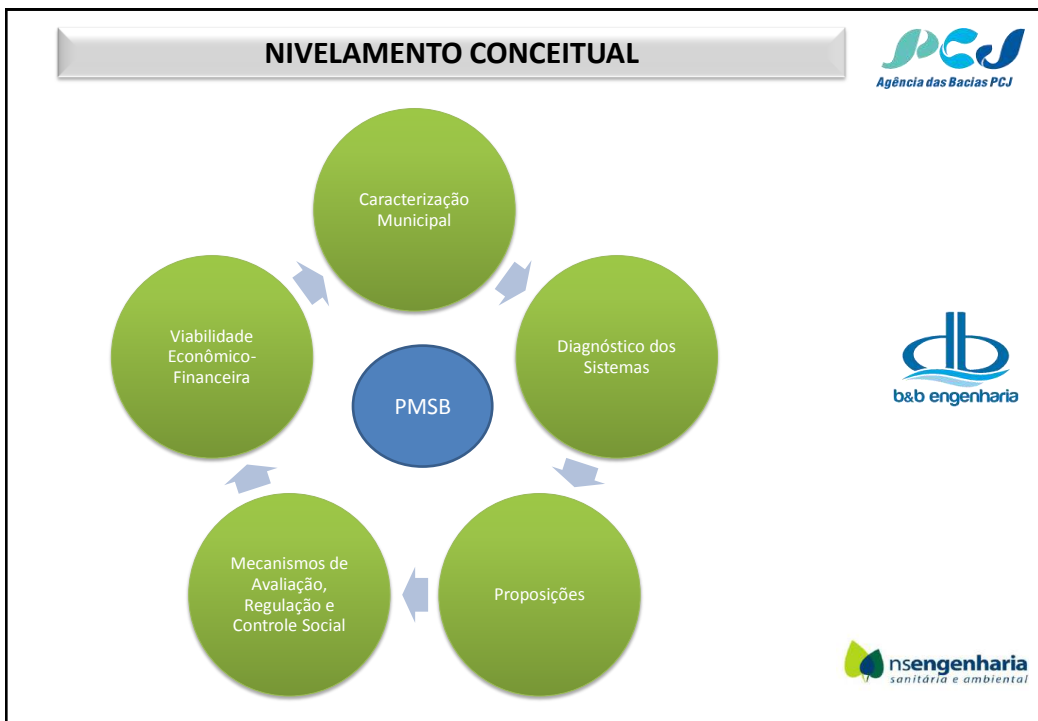 NIVELAMENTO CONCEITUAL
PCJ
Agência das Bacias PCJ
Caracterização
Municipal
Viabilidade
Econômico-
Financeira
Diagnóstico dos
Sistemas
PMSB
b&b engenharia
Mecanismos de
Avaliação,
Regulação e
Controle Social
Proposições
nsengenharia
sanitária e ambiental